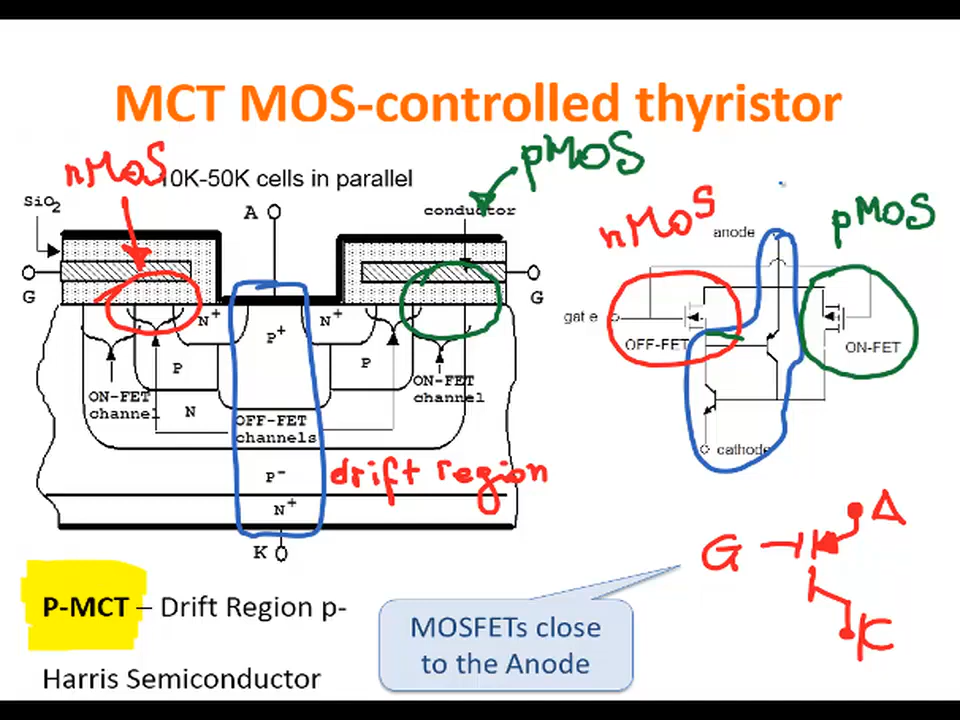 MCT MOS-controlled thyristor
nMoS
10K-50K cells in parallel
pMoS
SiO2
A
conductor
nMoS
pMoS
anode
G
G
gate
N+
P+
N+
OFF-FET
ON-FET
P
P
ON-FET
channel
N
ON-FET
channel
OFF-FET
channels
cathode
P-
drift region
N+
K
A
G
K
P-MCT – Drift Region p-
MOSFETs close
to the Anode
Harris Semiconductor